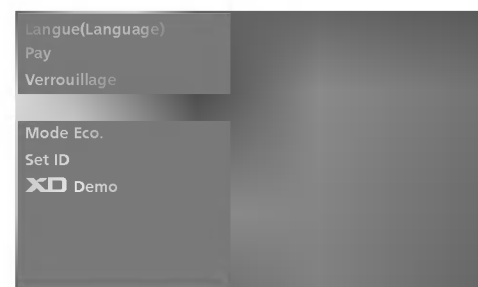 Langue(Language)
Pay
Verrouillage
Mode Eco.
Set ID
XD Demo